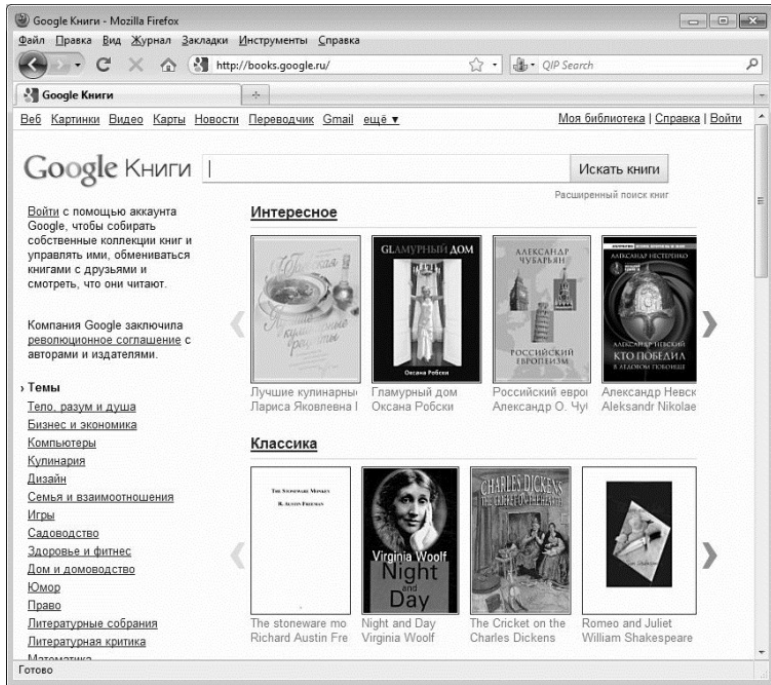 Google Книги - Mozilla Firefox
Файл Правка Вид Журнал Закладки Инструменты Справка
http://books.google.ru/
QIP Search
Google Книги
Веб Картинки Видео Карты Новости Переводчик Gmail ещё ▼
Моя библиотека | Справка | Войти
Google Книги
Искать книги
Расширенный поиск книг
Войти с помощью аккаунта
Google, чтобы собирать
собственные коллекции книг и
управлять ими, обмениваться
книгами с друзьями и
смотреть, что они читают.
Компания Google заключила
революционное соглашение с
авторами и издателями.
› Темы
Тело, разум и душа
Бизнес и экономика
Компьютеры
Кулинария
Дизайн
Семья и взаимоотношения
Игры
Садоводство
Здоровье и фитнес
Дом и домоводство
Юмор
Право
Литературные собрания
Литературная критика
Математика
Интересное
ГLАМУРНЫЙ ДОМ
Оксана Робски
АЛЕКСАНДР
ЧУБАРЬЯН
РОССИЙСКИЙ
ЕВРОПЕИЗМ
АЛЕКСАНДР НЕСТЕРЕНКО
АЛЕКСАНДР НЕВСКИЙ
КТО ПОБЕДИЛ
В ЛЕДОВОМ ПОБОИЩЕ
Лучшие кулинарны
Лариса Яковлевна
Гламурный дом
Оксана Робски
Российский евро
Александр О. Чу
Александр Невск
Aleksandr Nikolae
Классика
THE STONEWARE MONKEY
R. AUSTIN FREEMAN
Virginia Woolf
Night
and
Day
CHARLES DICKENS
THE CRICKET ON THE HEARTH
The stoneware mo
Richard Austin Fre
Night and Day
Virginia Woolf
The Cricket on the
Charles Dickens
Romeo and Juliet
William Shakespeare
Готово